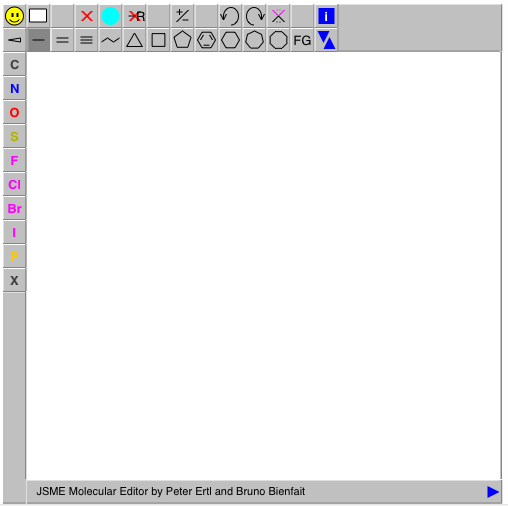 R
+/-
i
FG
C
N
O
S
F
Cl
Br
I
P
X
JSME Molecular Editor by Peter Ertl and Bruno Bienfait